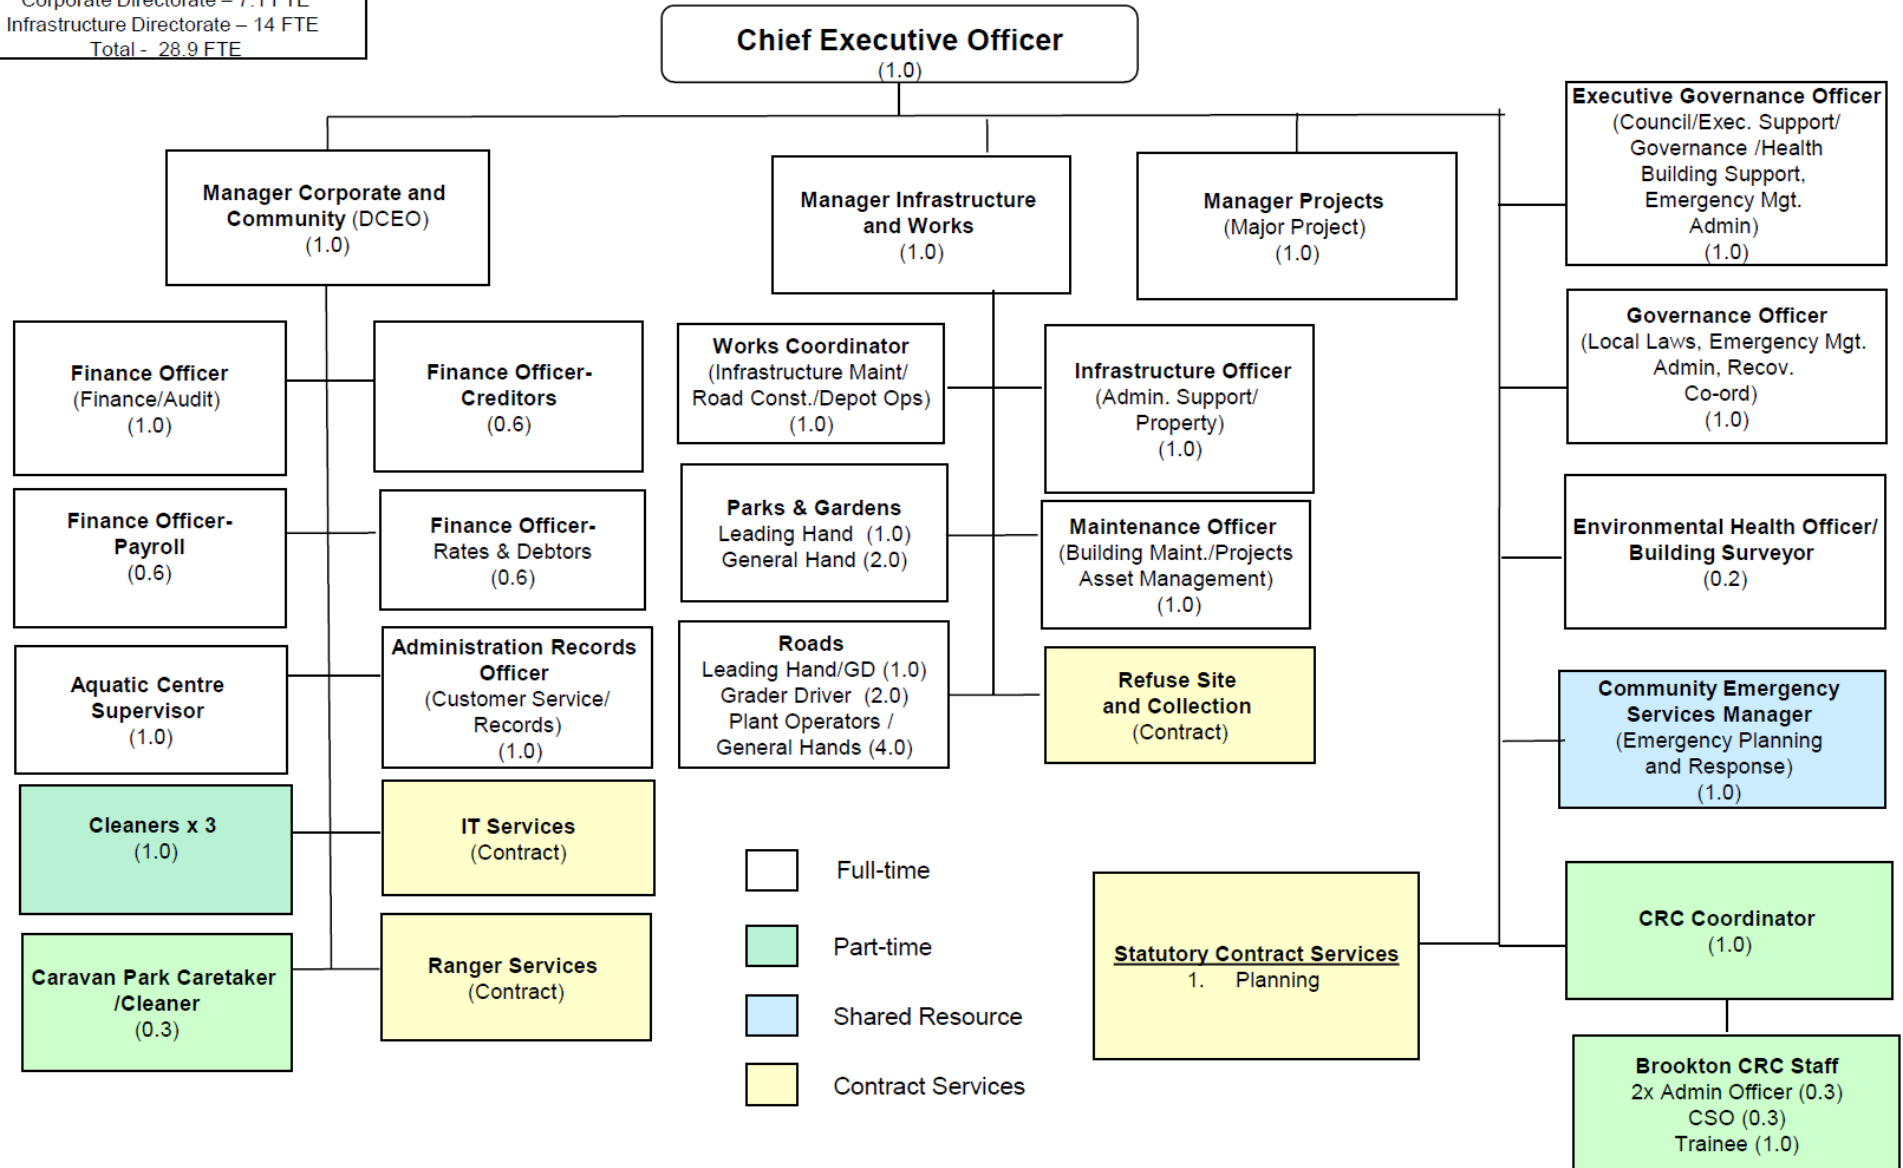 Corporate Directorate – 7.1 FTE
Infrastructure Directorate – 14 FTE
Total - 28.9 FTE
Chief Executive Officer
(1.0)
Manager Corporate and
Community (DCEO)
(1.0)
Manager Infrastructure
and Works
(1.0)
Manager Projects
(Major Project)
(1.0)
Executive Governance Officer
(Council/Exec. Support/
Governance /Health
Building Support,
Emergency Mgt.
Admin)
(1.0)
Governance Officer
(Local Laws, Emergency Mgt.
Admin, Recov.
Co-ord)
(1.0)
Environmental Health Officer/
Building Surveyor
(0.2)
Community Emergency
Services Manager
(Emergency Planning
and Response)
(1.0)
CRC Coordinator
(1.0)
Brookton CRC Staff
2x Admin Officer (0.3)
CSO (0.3)
Trainee (1.0)
Finance Officer
(Finance/Audit)
(1.0)
Finance Officer-
Creditors
(0.6)
Finance Officer-
Payroll
(0.6)
Finance Officer-
Rates & Debtors
(0.6)
Aquatic Centre
Supervisor
(1.0)
Administration Records
Officer
(Customer Service/
Records)
(1.0)
Cleaners x 3
(1.0)
IT Services
(Contract)
Caravan Park Caretaker
/Cleaner
(0.3)
Ranger Services
(Contract)
Works Coordinator
(Infrastructure Maint/
Road Const./Depot Ops)
(1.0)
Infrastructure Officer
(Admin. Support/
Property)
(1.0)
Parks & Gardens
Leading Hand (1.0)
General Hand (2.0)
Maintenance Officer
(Building Maint./Projects
Asset Management)
(1.0)
Roads
Leading Hand/GD (1.0)
Grader Driver (2.0)
Plant Operators /
General Hands (4.0)
Refuse Site
and Collection
(Contract)
Full-time
Part-time
Shared Resource
Contract Services
Statutory Contract Services
1. Planning